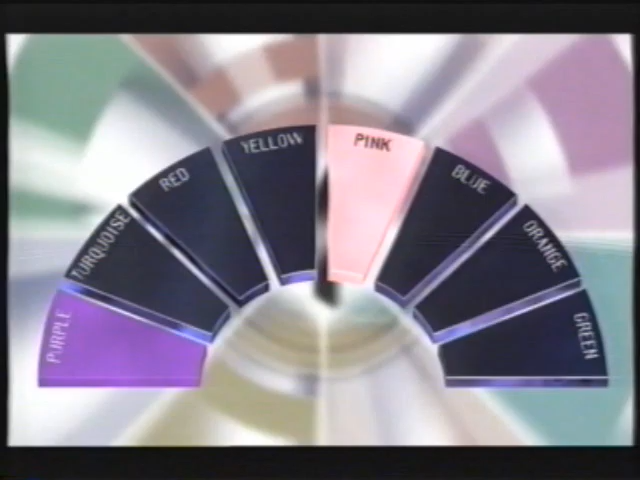 PURPLE
TURQUOISE
RED
YELLOW
PINK
BLUE
ORANGE
GREEN